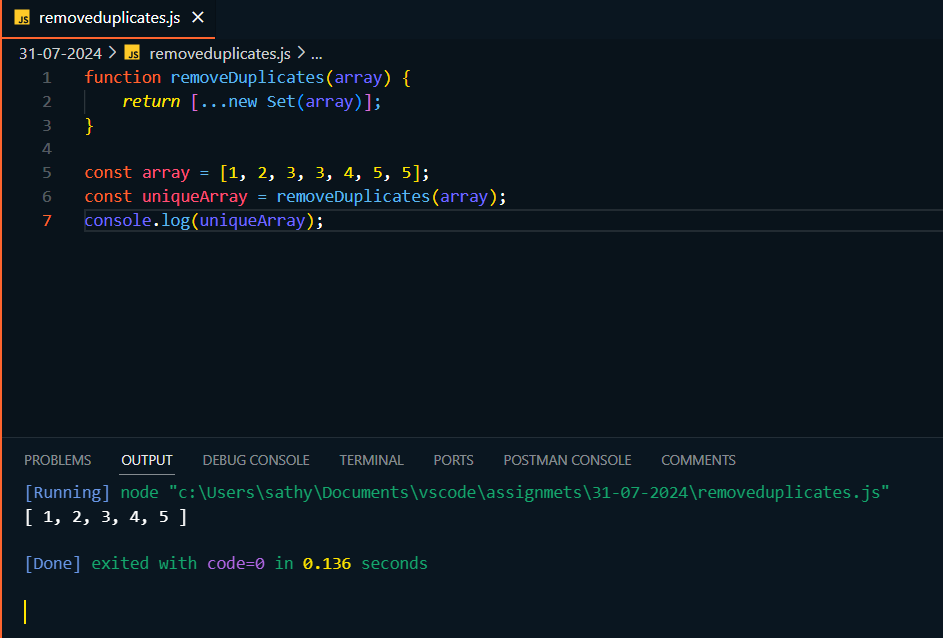 JS removeduplicates.js ×
31-07-2024 > JS removeduplicates.js > ...
1 function removeDuplicates(array) {
2     return [...new Set(array)];
3 }
4
5 const array = [1, 2, 3, 3, 4, 5, 5];
6 const uniqueArray = removeDuplicates(array);
7 console.log(uniqueArray);
PROBLEMS OUTPUT DEBUG CONSOLE TERMINAL PORTS POSTMAN CONSOLE COMMENTS
[Running] node "c:\Users\sathy\Documents\vscode\assignmets\31-07-2024\removeduplicates.js"
[ 1, 2, 3, 4, 5 ]
[Done] exited with code=0 in 0.136 seconds